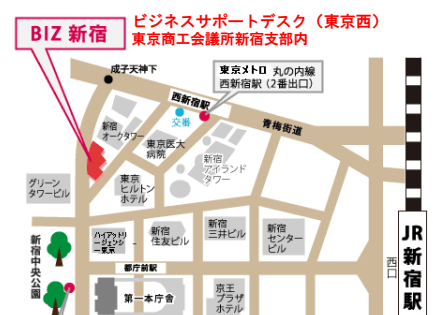 ビジネスサポートデスク（東京西）
東京商工会議所新宿支部内
BIZ 新宿
成子天神下
東京メトロ 丸の内線
西新宿駅（2番出口）
西新宿駅
交番
青梅街道
新宿
オークタワー
東京医大
病院
新宿
アイランド
タワー
グリーン
タワービル
東京
ヒルトン
ホテル
ハイアットリ
ージェンシ
ー東京
新宿
住友ビル
新宿
三井ビル
新宿
センター
ビル
新宿中央公園
都庁前駅
第一本庁舎
京王
プラザ
ホテル
西口
JR新宿駅